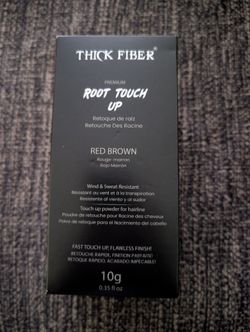 THICK FIBER®
PREMIUM
ROOT TOUCH
UP
Retoque de raíz
Retouche Des Racine
RED BROWN
Rouge marron
Rojo Marrón
Wind & Sweat Resistant
Résistant au vent et à la transpiration
Resistente al viento y al sudor
Touch up powder for hairline
Poudre de retouche pour Racine des cheveux
Polvo de retoque para el Nacimiento del cabello
FAST TOUCH-UP, FLAWLESS FINISH!
RETOUCHE RAPIDE, FINITION PARFAITE!
RETOQUE RÁPIDO, ACABADO IMPECABLE!
10g
0.35 fl oz